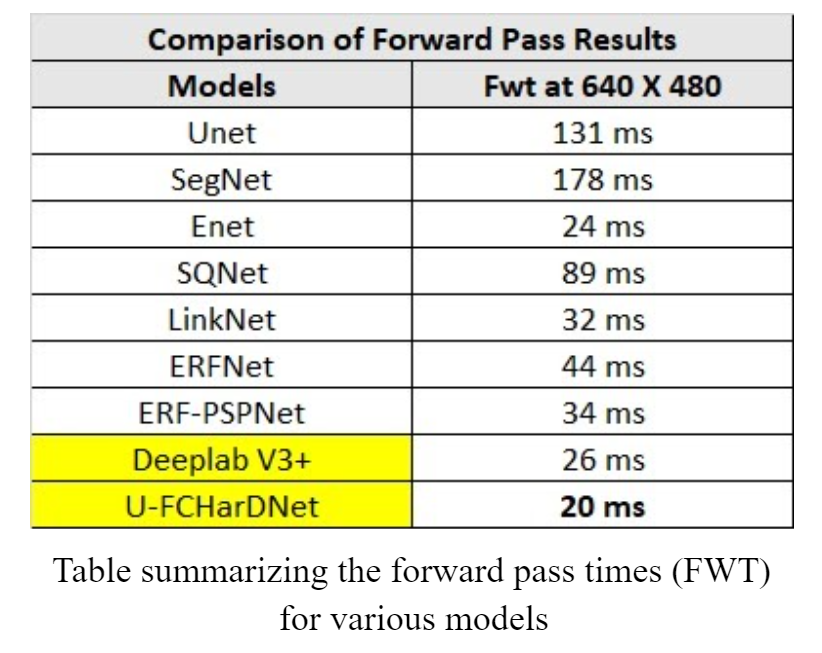 Comparison of Forward Pass Results
Models Fwt at 640 X 480
Unet 131 ms
SegNet 178 ms
Enet 24 ms
SQNet 89 ms
LinkNet 32 ms
ERFNet 44 ms
ERF-PSPNet 34 ms
Deeplab V3+ 26 ms
U-FCHarDNet 20 ms
Table summarizing the forward pass times (FWT)
for various models